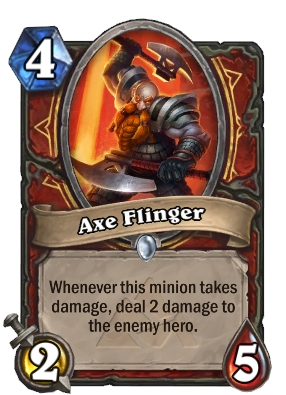 4
Axe Flinger
Whenever this minion takes
damage, deal 2 damage to
the enemy hero.
2
5